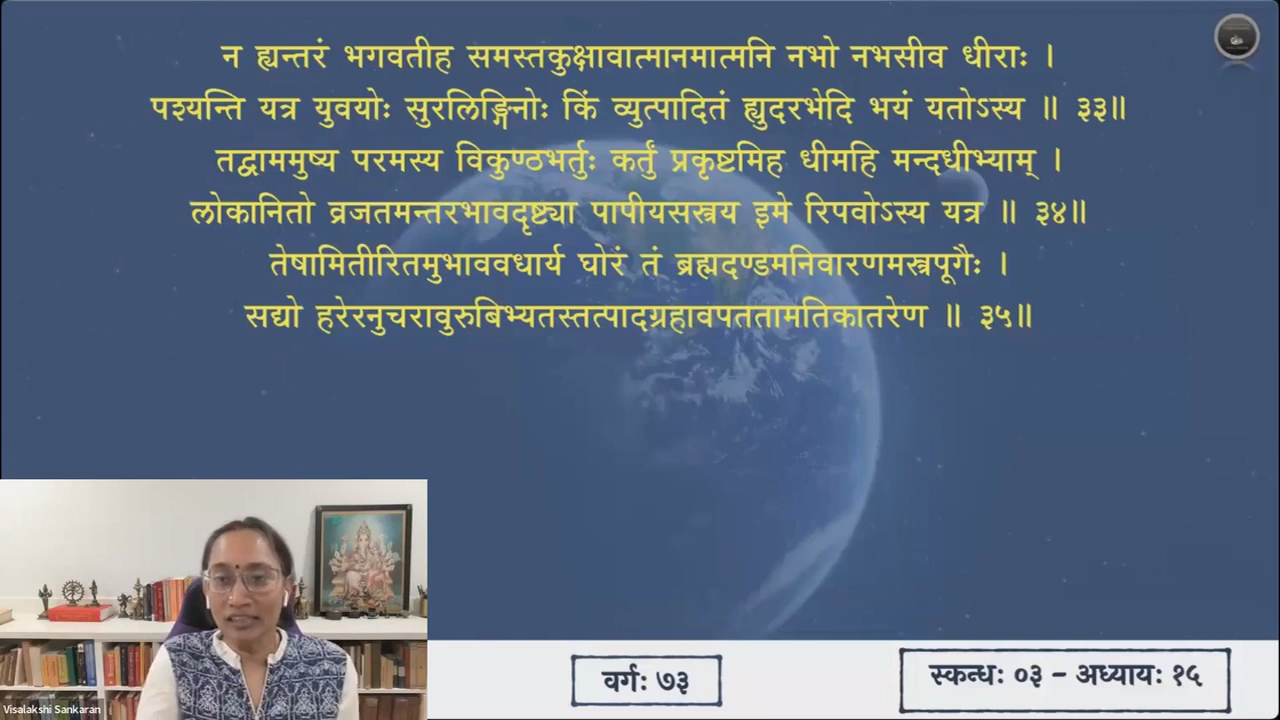 न ह्यन्तरं भगवतीह समस्तकुक्षावात्मानमात्मनि नभो नभसीव धीराः ।
पश्यन्ति यत्र युवयोः सुरलिङ्गिनोः किं व्युत्पादितं ह्युदरभेदि भयं यतोऽस्य ॥ ३३॥
तद्वाममुष्य परमस्य विकुण्ठभर्तुः कर्तुं प्रकृष्टमिह धीमहि मन्दधीभ्याम् ।
लोकानितो व्रजतमन्तरभावदृष्ट्या पापीयसस्त्रय इमे रिपवोऽस्य यत्र ॥ ३४॥
तेषामितीरितमुभाववधार्य घोरं तं ब्रह्मदण्डमनिवारणमस्त्रपूगैः ।
सद्यो हरेरनुचरावुरुबिभ्यतस्तत्पादग्रहावपततामतिकातरेण ॥ ३५॥
Visalakshi Sankaran
वर्गः ७३
स्कन्धः ०३ - अध्यायः १५